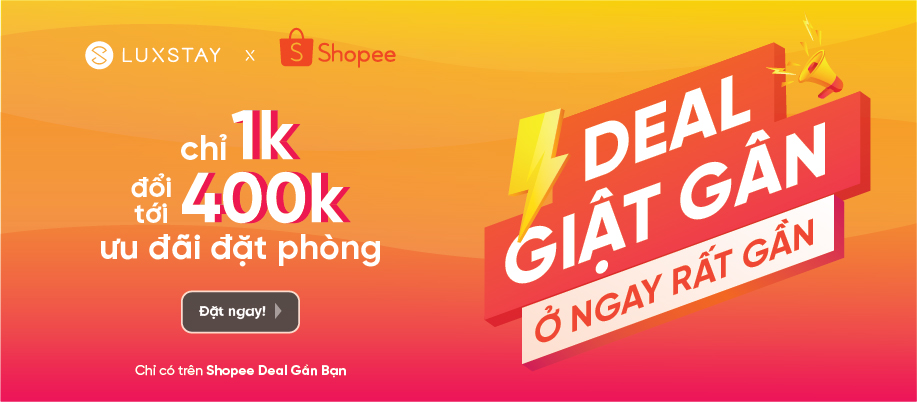 LUXSTAY x Shopee
chỉ 1k
đổi tới 400k
ưu đãi đặt phòng
Đặt ngay!
Chỉ có trên Shopee Deal Gần Bạn
DEAL
GIẬT GÂN
Ở NGAY RẤT GẦN